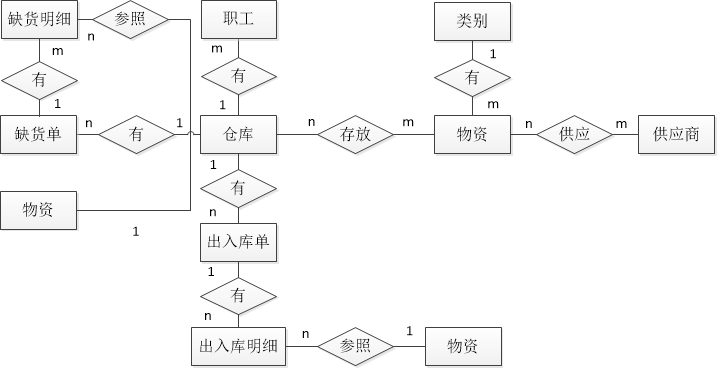 缺货明细
n
参照
职工
类别
m
m
1
有
有
有
1
1
m
缺货单
n
有
1
仓库
n
存放
m
物资
n
供应
m
供应商
1
有
物资
n
1
出入库单
1
有
n
出入库明细
n
参照
1
物资